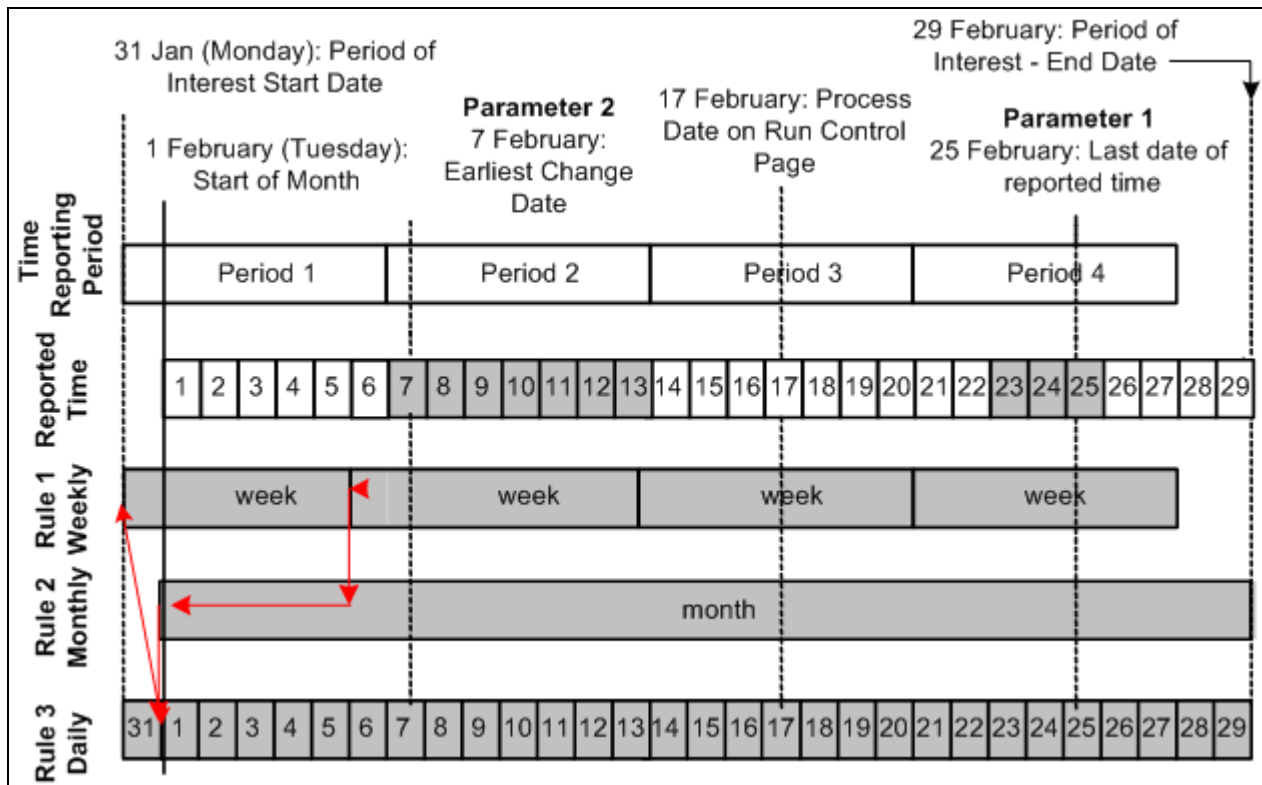 31 Jan (Monday): Period of
Interest Start Date
29 February: Period of
Interest - End Date
1 February (Tuesday):
Start of Month
Parameter 2
7 February:
Earliest Change
Date
17 February: Process
Date on Run Control
Page
Parameter 1
25 February: Last date of
reported time
Time
Reporting
Period
Period 1
Period 2
Period 3
Period 4
Reported
Time
1 2 3 4 5 6 7 8 9 10 11 12 13 14 15 16 17 18 19 20 21 22 23 24 25 26 27 28 29
Rule 1
Weekly
week
week
week
week
Rule 2
Monthly
month
Rule 3
Daily
31 1 2 3 4 5 6 7 8 9 10 11 12 13 14 15 16 17 18 19 20 21 22 23 24 25 26 27 28 29